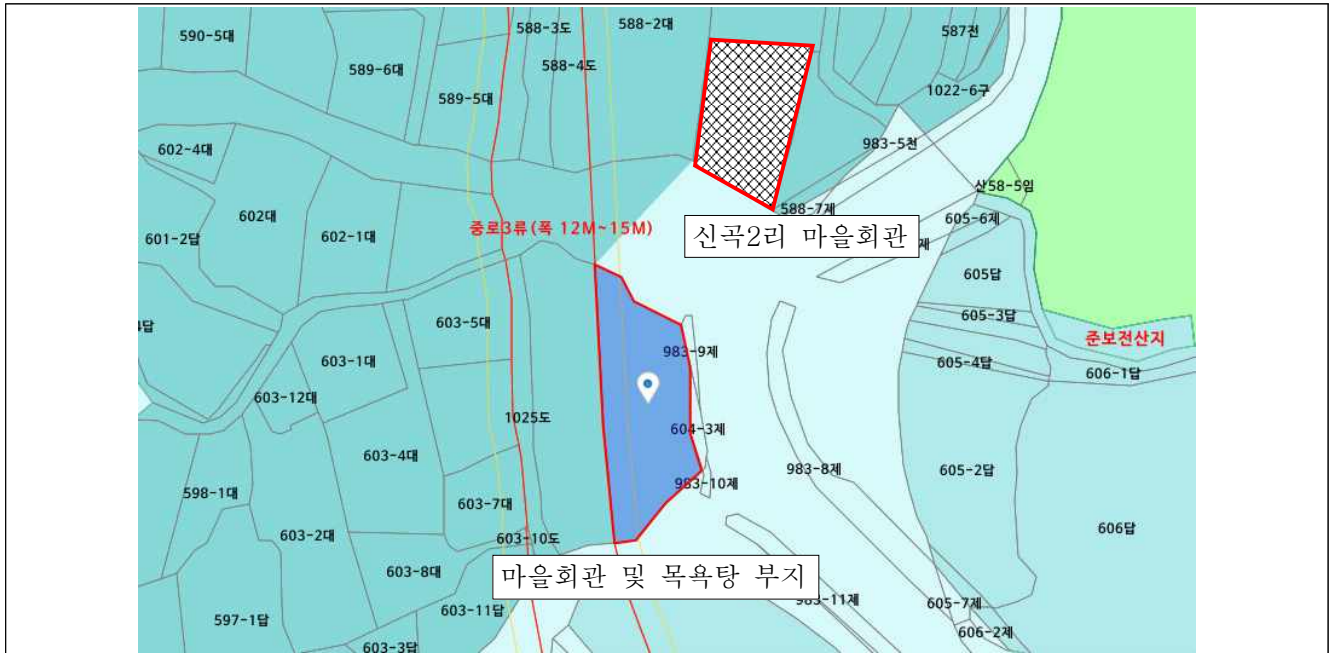 590-5대
588-3도
588-2대
587전
589-6대
588-4도
589-5대
1022-6구
602-4대
983-5천
산58-5임
602대
588-7제
605-6제
601-2답
602-1대
중로3류(폭 12M~15M)
신곡2리 마을회관
제
605답
603-5대
605-3답
답
983-9제
준보전산지
603-1대
605-4답
606-1답
603-12대
1025도
604-3제
603-4대
983-8제
605-2답
598-1대
983-10제
603-7대
603-2대
603-10도
606답
603-8대
마을회관 및 목욕탕 부지
983-11제
605-7제
597-1답
603-11답
606-2제
603-3답